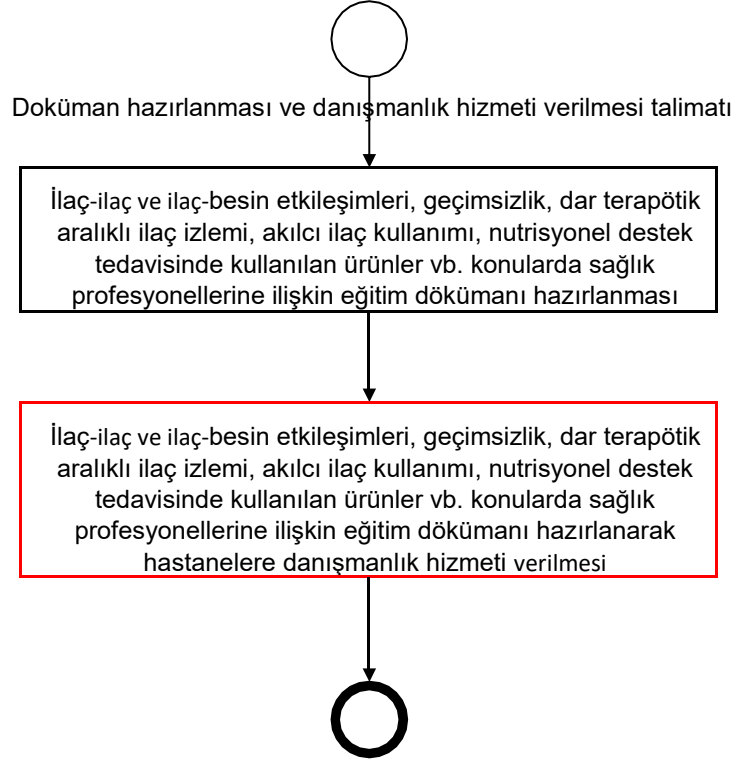 Doküman hazırlanması ve danışmanlık hizmeti verilmesi talimatı
İlaç-ilaç ve ilaç-besin etkileşimleri, geçimsizlik, dar terapötik
aralıklı ilaç izlemi, akılcı ilaç kullanımı, nutrisyonel destek
tedavisinde kullanılan ürünler vb. konularda sağlık
profesyonellerine ilişkin eğitim dökümanı hazırlanması
İlaç-ilaç ve ilaç-besin etkileşimleri, geçimsizlik, dar terapötik
aralıklı ilaç izlemi, akılcı ilaç kullanımı, nutrisyonel destek
tedavisinde kullanılan ürünler vb. konularda sağlık
profesyonellerine ilişkin eğitim dökümanı hazırlanarak
hastanelere danışmanlık hizmeti verilmesi